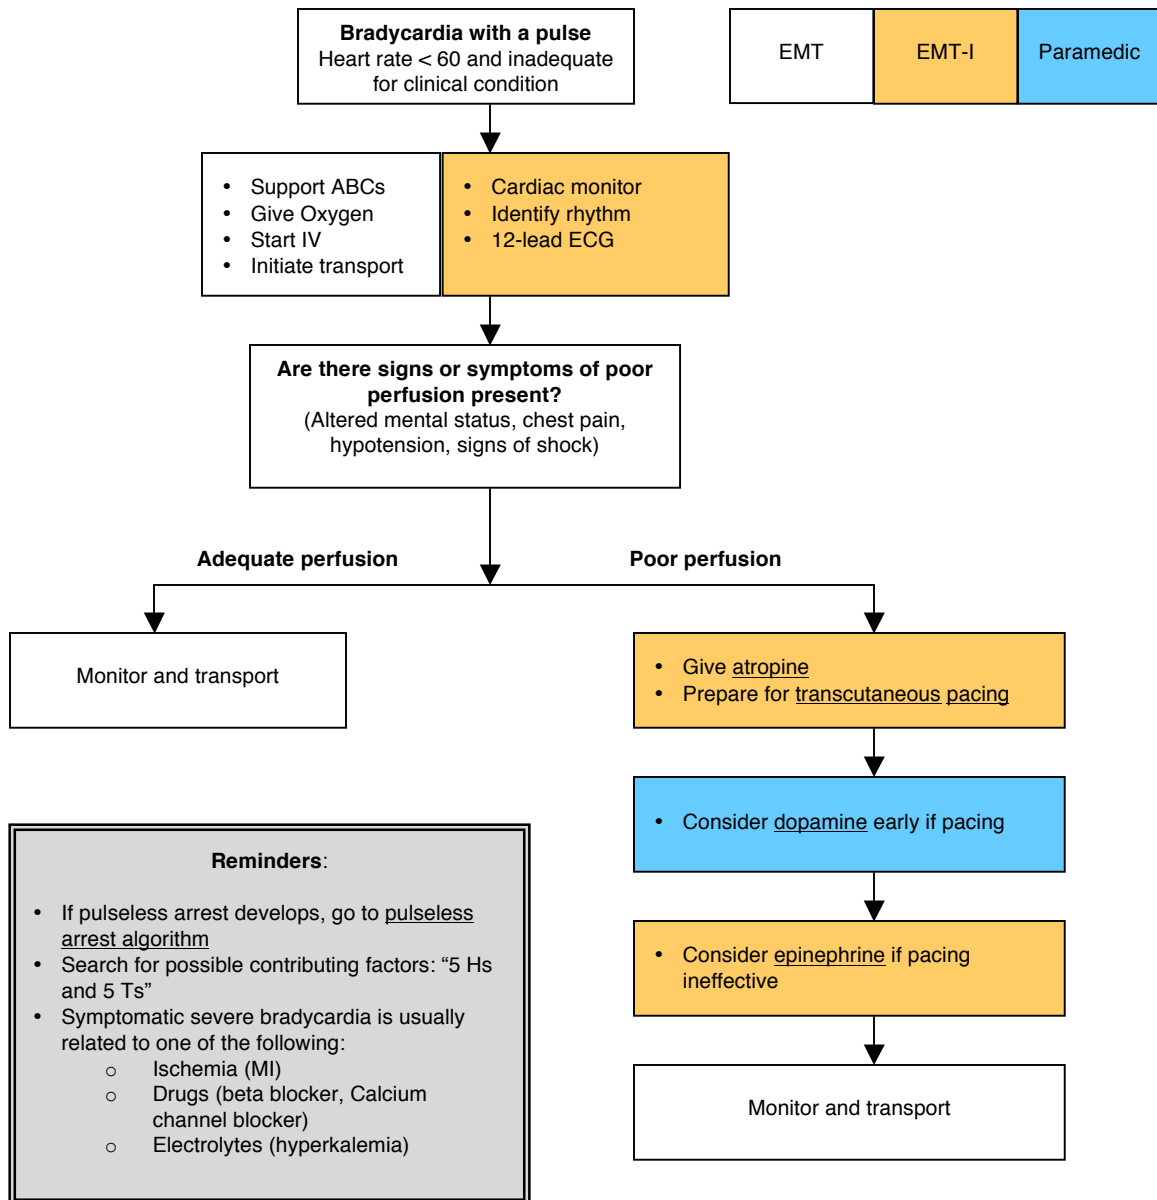 Bradycardia with a pulse
Heart rate < 60 and inadequate
for clinical condition
EMT
EMT-I
Paramedic
• Support ABCs
• Give Oxygen
• Start IV
• Initiate transport
• Cardiac monitor
• Identify rhythm
• 12-lead ECG
Are there signs or symptoms of poor
perfusion present?
(Altered mental status, chest pain,
hypotension, signs of shock)
Adequate perfusion
Poor perfusion
Monitor and transport
• Give atropine
• Prepare for transcutaneous pacing
• Consider dopamine early if pacing
• Consider epinephrine if pacing
ineffective
Monitor and transport
Reminders:
• If pulseless arrest develops, go to pulseless
arrest algorithm
• Search for possible contributing factors: “5 Hs
and 5 Ts”
• Symptomatic severe bradycardia is usually
related to one of the following:
o Ischemia (MI)
o Drugs (beta blocker, Calcium
channel blocker)
o Electrolytes (hyperkalemia)